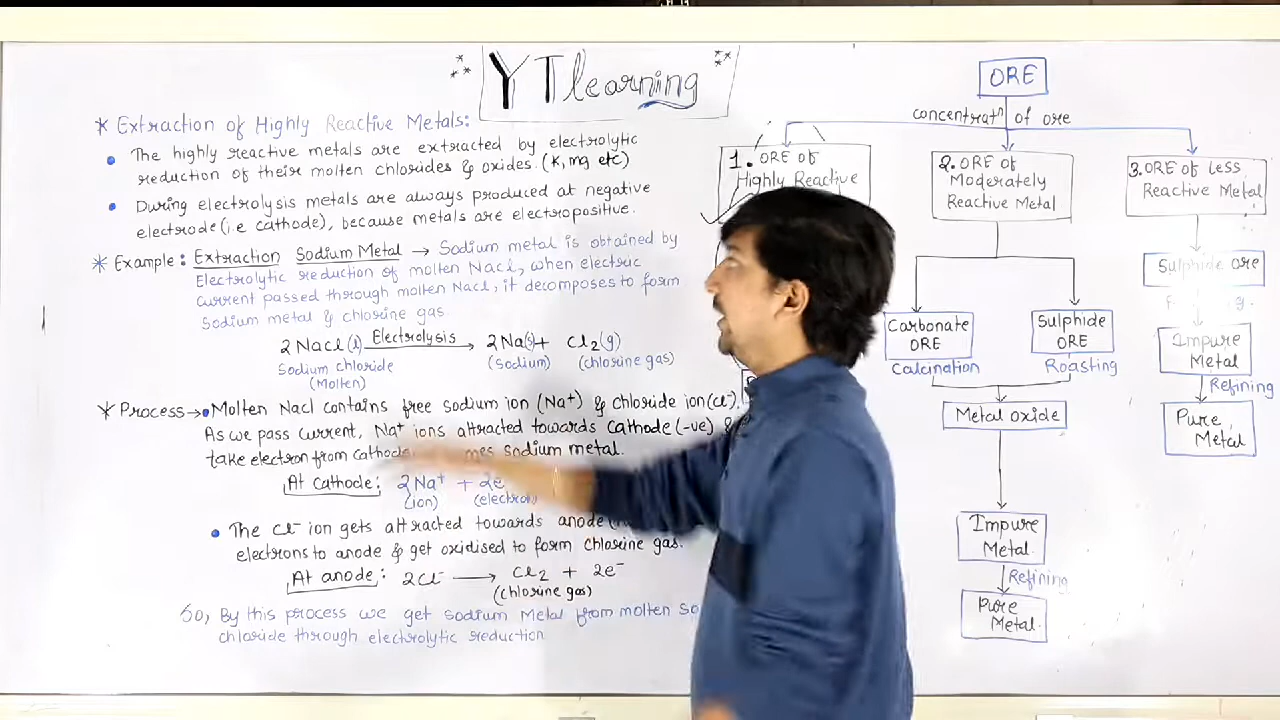 YT learning
* Extraction of Highly Reactive Metals:
• The highly reactive metals are extracted by electrolytic
reduction of their molten chlorides & oxides. (K, mg etc)
• During electrolysis metals are always produced at negative
electrode (i.e cathode), because metals are electropositive.
* Example: Extraction Sodium Metal → Sodium metal is obtained by
Electrolytic reduction of molten Nacl, when electric
current passed through molten Nacl, it decomposes to form
Sodium metal & chlorine gas.
2 Nacl (l) Electrolysis → 2 Na(s) + Cl2(g)
Sodium chloride (Sodium) (chlorine gas)
(Molten)
* Process → • Molten Nacl contains free sodium ion (Na+) & chloride ion (Cl-).
As we pass current, Na+ ions attracted towards cathode (-ve) &
take electron from cathode sodium metal.
At cathode: 2Na+ + 2e
(ion) (electron
• The Cl- ion gets attracted towards anode
electrons to anode & get oxidised to form chlorine gas.
At anode: 2Cl- → Cl2 + 2e-
(chlorine gas)
So, By this process we get sodium Metal from molten So
chloride through electrolytic reduction
ORE
concentratn of ore
1. ORE of
Highly Reactive
2. ORE of
Moderately
Reactive Metal
Carbonate
ORE
Calcination
Sulphide
ORE
Roasting
Metal oxide
Impure
Metal.
Refining
Pure
Metal.
3. ORE of Less
Reactive Metal
Sulphide ore
Impure
Metal
Refining
Pure
Metal